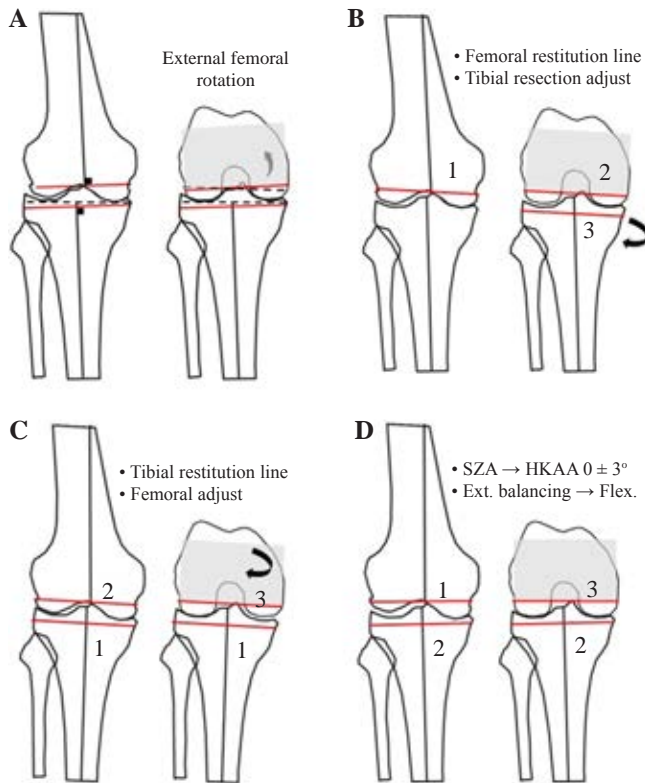 A
External femoral
rotation
B
• Femoral restitution line
• Tibial resection adjust
1
2
3
C
• Tibial restitution line
• Femoral adjust
2
3
1
1
D
• SZA → HKAA 0 ± 3º
• Ext. balancing → Flex.
1
3
2
2